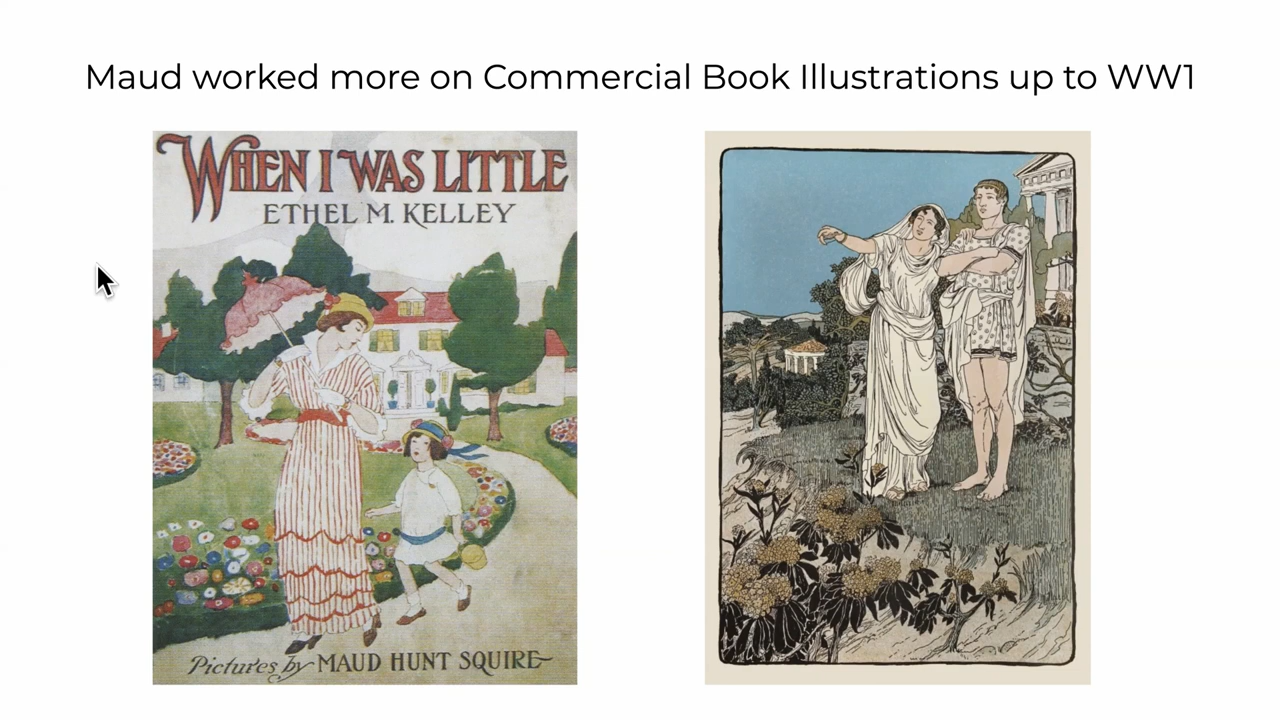 Maud worked more on Commercial Book Illustrations up to WW1
WHEN I WAS LITTLE
ETHEL M. KELLEY
Pictures by MAUD HUNT SQUIRE